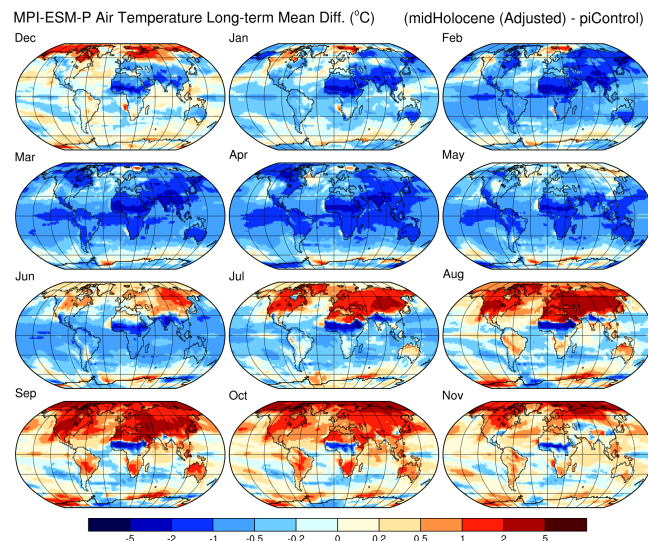 MPI-ESM-P Air Temperature Long-term Mean Diff. (°C) (midHolocene (Adjusted) - piControl)
Dec Jan Feb
Mar Apr May
Jun Jul Aug
Sep Oct Nov
-5 -2 -1 -0.5 -0.2 0 0.2 0.5 1 2 5